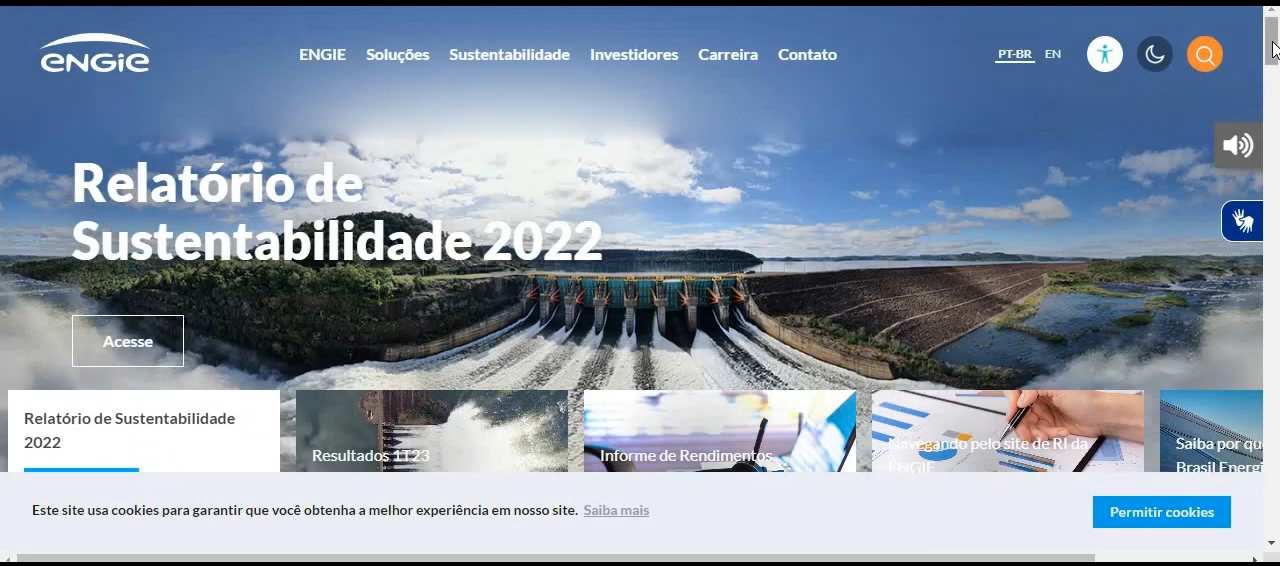 ENGIE
ENGIE Soluções Sustentabilidade Investidores Carreira Contato
PT-BR EN
Relatório de
Sustentabilidade 2022
Acesse
Relatório de Sustentabilidade
2022
Resultados 1T23
Informe de Rendimentos
Navegando pelo site de RI da
ENGIE
Saiba por
Brasil
Este site usa cookies para garantir que você obtenha a melhor experiência em nosso site. Saiba mais
Permitir cookies